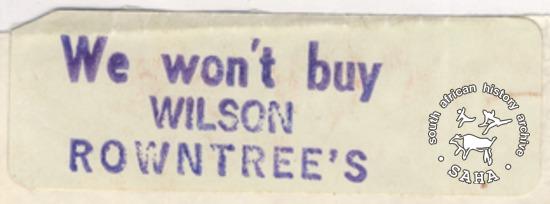 We won't buy
WILSON
ROWNTREE'S
south african history archive
· SAHA ·